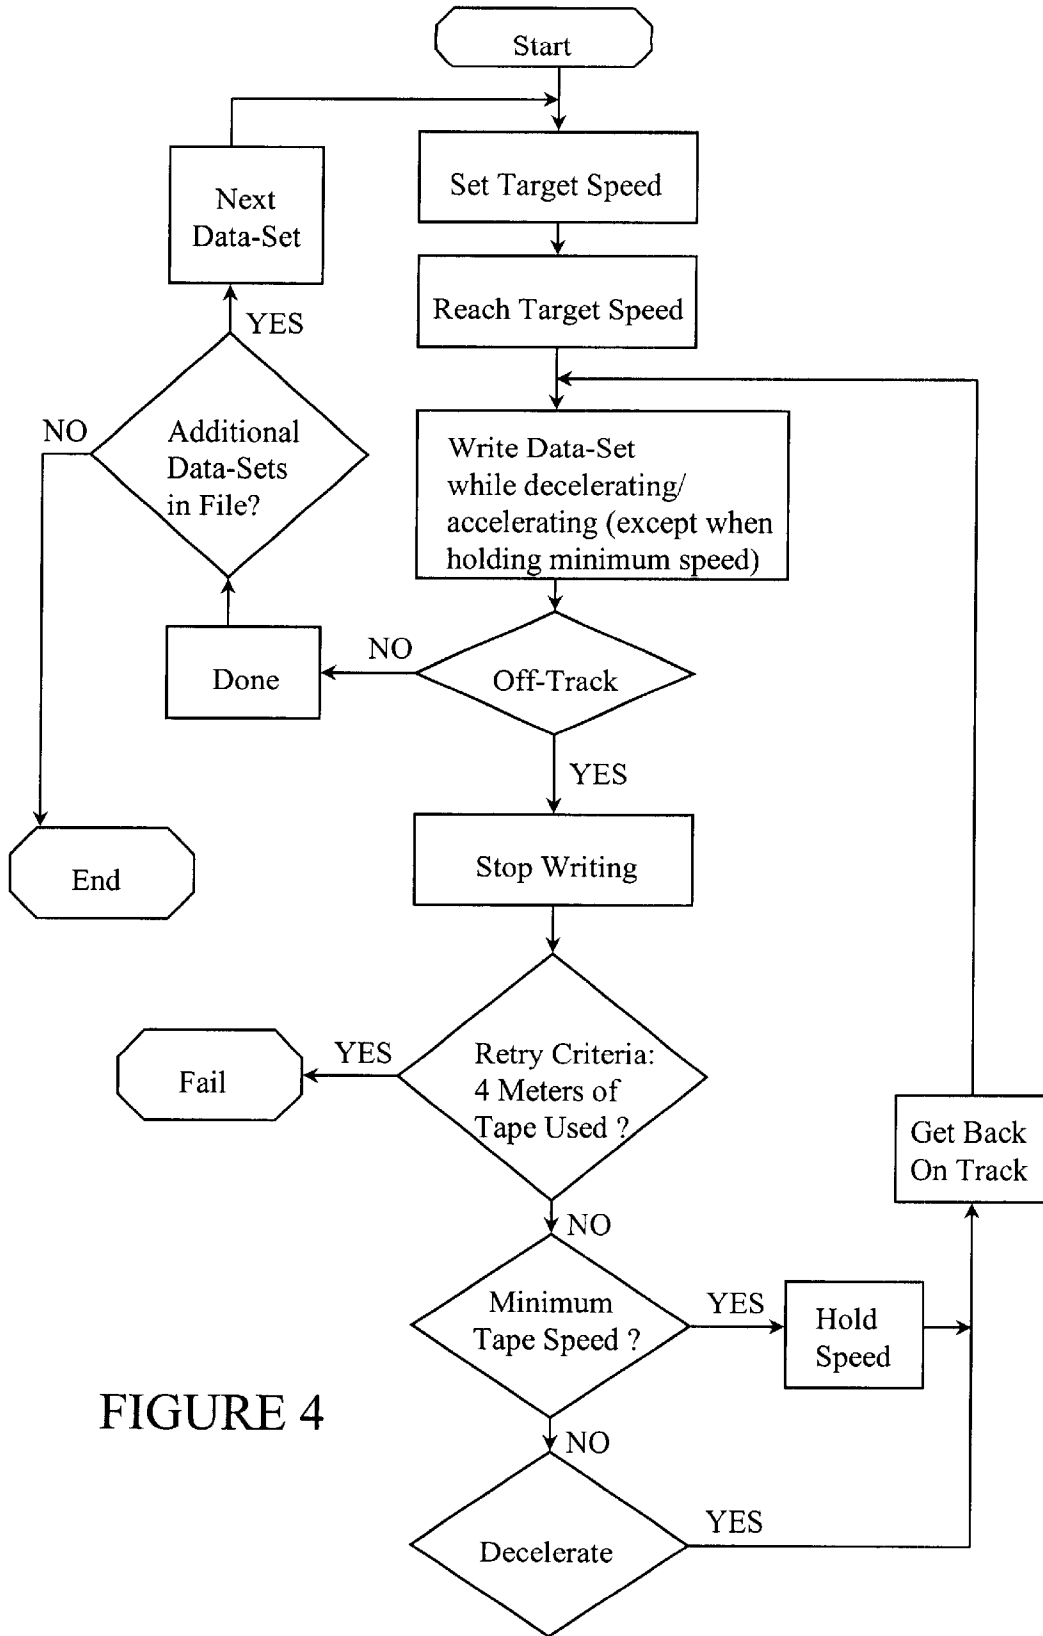 Start
Set Target Speed
Next
Data-Set
Reach Target Speed
YES
NO
Additional
Data-Sets
in File?
Write Data-Set
while decelerating/
accelerating (except when
holding minimum speed)
NO
Done
Off-Track
YES
Stop Writing
End
YES
Retry Criteria:
4 Meters of
Tape Used ?
Fail
Get Back
On Track
NO
Minimum
Tape Speed ?
YES
Hold
Speed
FIGURE 4
NO
YES
Decelerate